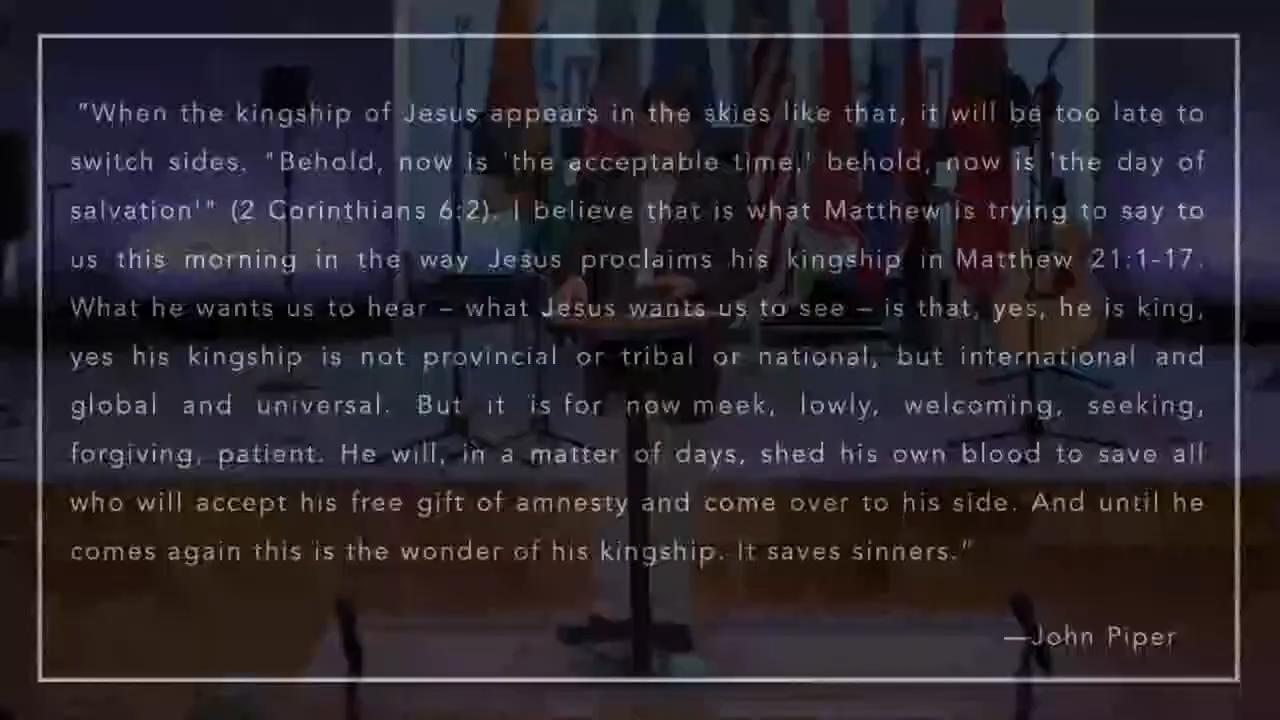 "When the kingship of Jesus appears in the skies like that, it will be too late to
switch sides. "Behold, now is 'the acceptable time,' behold, now is 'the day of
salvation'" (2 Corinthians 6:2). I believe that is what Matthew is trying to say to
us this morning in the way Jesus proclaims his kingship in Matthew 21:1-17.
What he wants us to hear – what Jesus wants us to see – is that, yes, he is king,
yes his kingship is not provincial or tribal or national, but international and
global and universal. But it is for now meek, lowly, welcoming, seeking,
forgiving, patient. He will, in a matter of days, shed his own blood to save all
who will accept his free gift of amnesty and come over to his side. And until he
comes again this is the wonder of his kingship. It saves sinners."
—John Piper